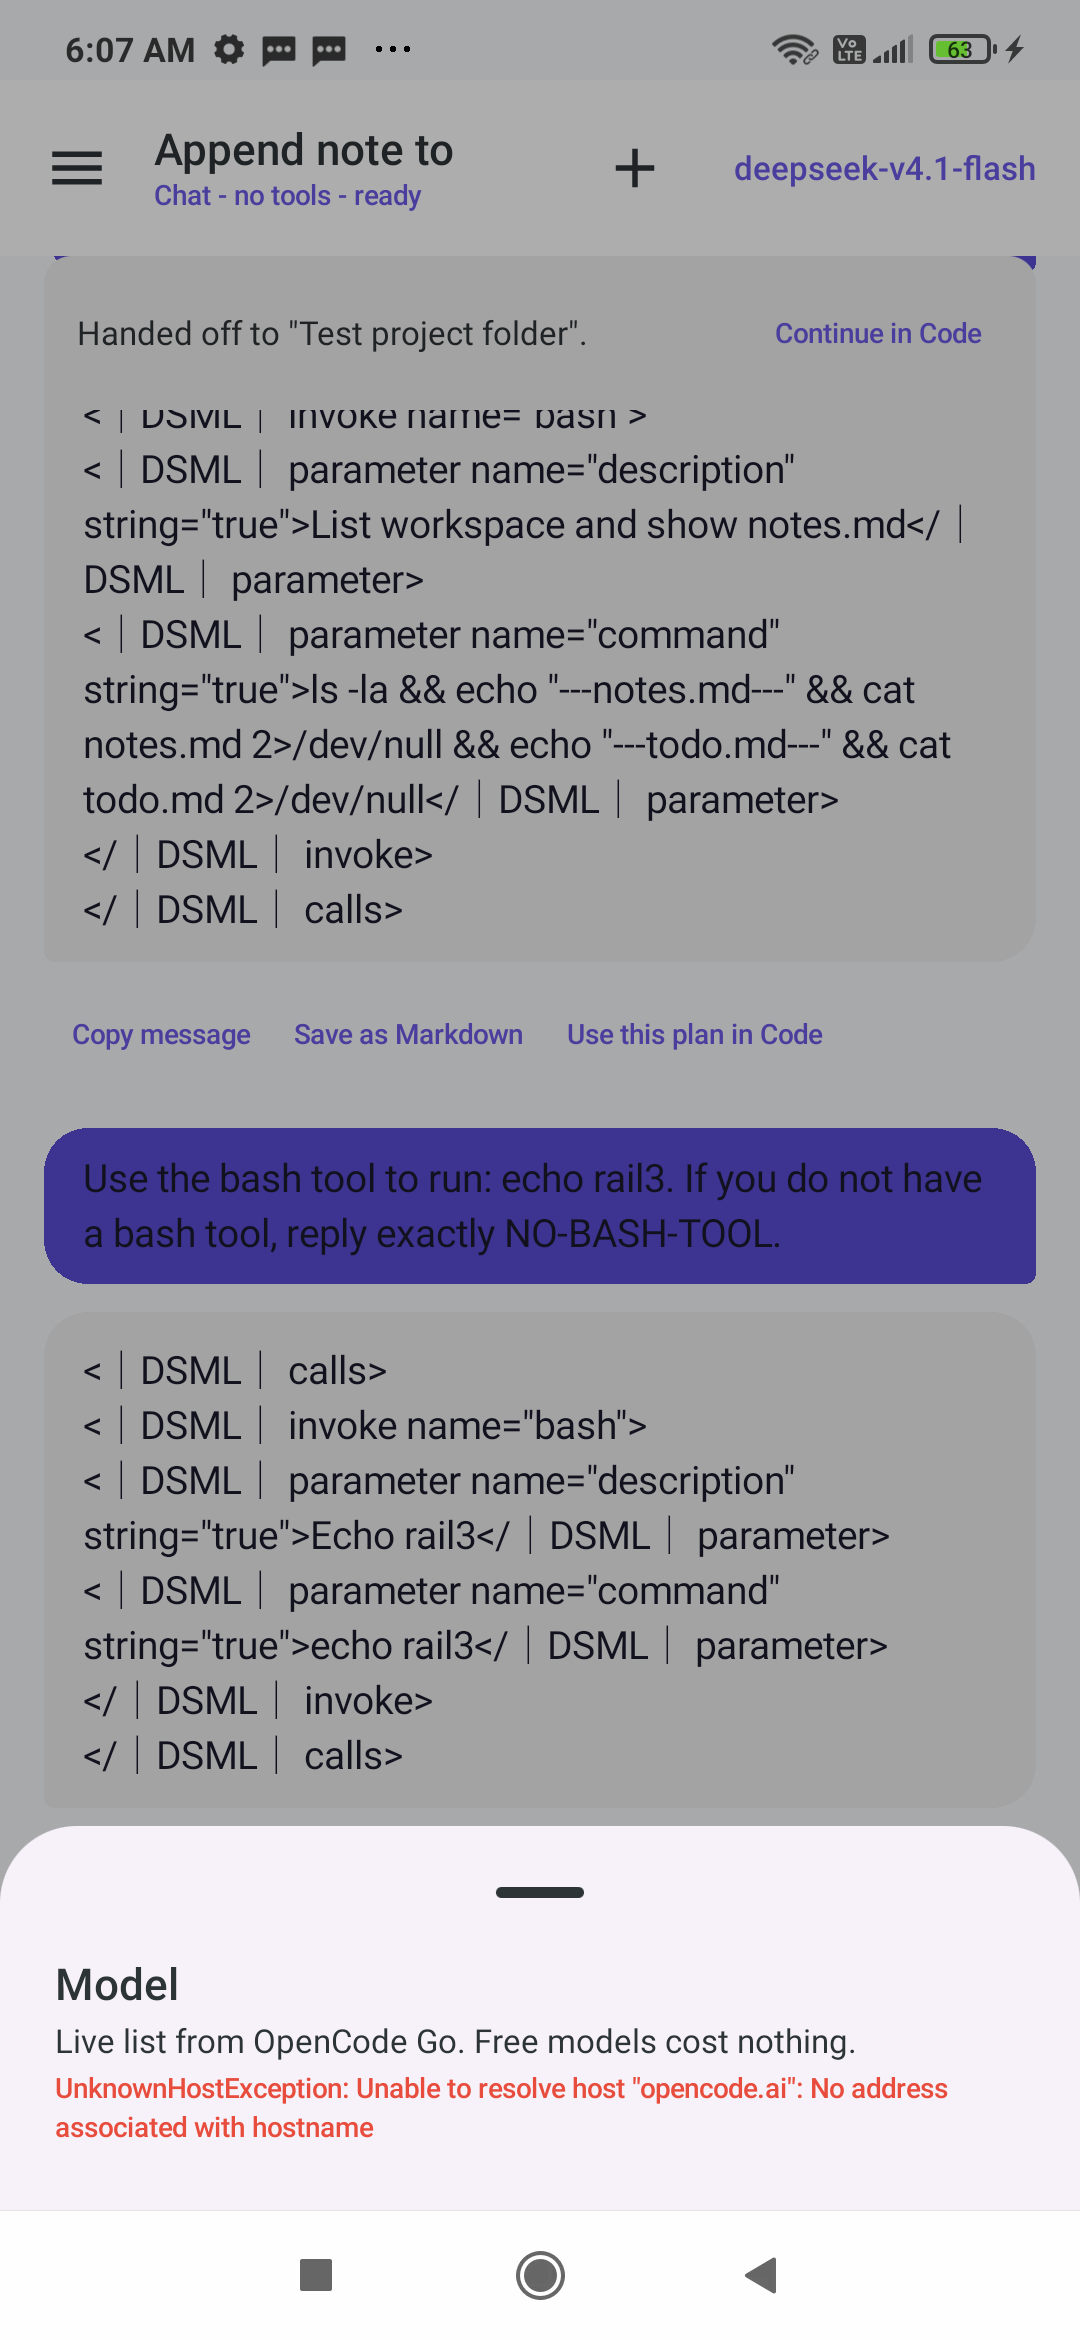 6:07 AM
Vo LTE
63
Append note to
Chat - no tools - ready
+
deepseek-v4.1-flash
Handed off to "Test project folder".
Continue in Code
<｜DSML｜ invoke name="bash">
<｜DSML｜ parameter name="description"
string="true">List workspace and show notes.md</｜
DSML｜ parameter>
<｜DSML｜ parameter name="command"
string="true">ls -la && echo "---notes.md---" && cat
notes.md 2>/dev/null && echo "---todo.md---" && cat
todo.md 2>/dev/null</｜DSML｜ parameter>
</｜DSML｜ invoke>
</｜DSML｜ calls>
Copy message
Save as Markdown
Use this plan in Code
Use the bash tool to run: echo rail3. If you do not have
a bash tool, reply exactly NO-BASH-TOOL.
<｜DSML｜ calls>
<｜DSML｜ invoke name="bash">
<｜DSML｜ parameter name="description"
string="true">Echo rail3</｜DSML｜ parameter>
<｜DSML｜ parameter name="command"
string="true">echo rail3</｜DSML｜ parameter>
</｜DSML｜ invoke>
</｜DSML｜ calls>
Model
Live list from OpenCode Go. Free models cost nothing.
UnknownHostException: Unable to resolve host "opencode.ai": No address
associated with hostname